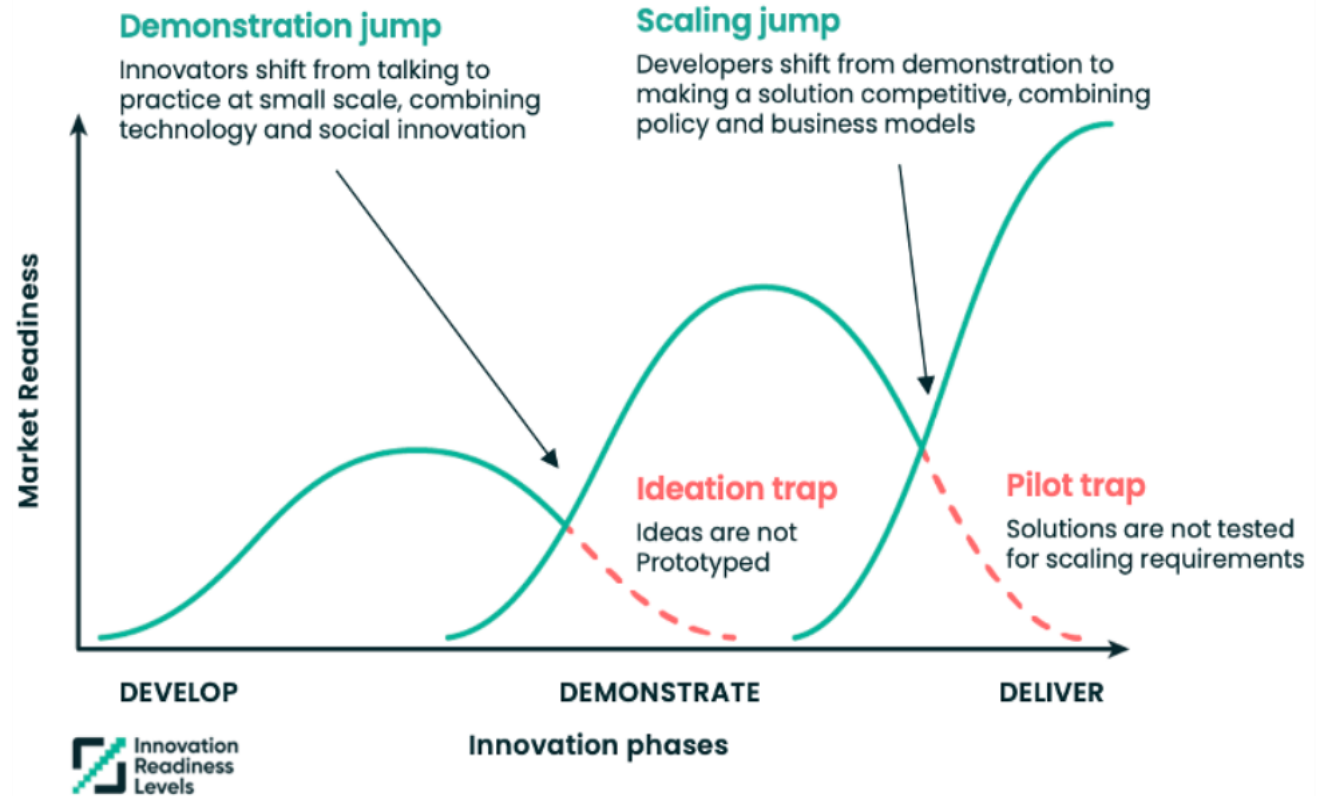 Demonstration jump
Innovators shift from talking to
practice at small scale, combining
technology and social innovation
Scaling jump
Developers shift from demonstration to
making a solution competitive, combining
policy and business models
Market Readiness
Ideation trap
Ideas are not
Prototyped
Pilot trap
Solutions are not tested
for scaling requirements
DEVELOP
DEMONSTRATE
DELIVER
Innovation phases
Innovation
Readiness
Levels